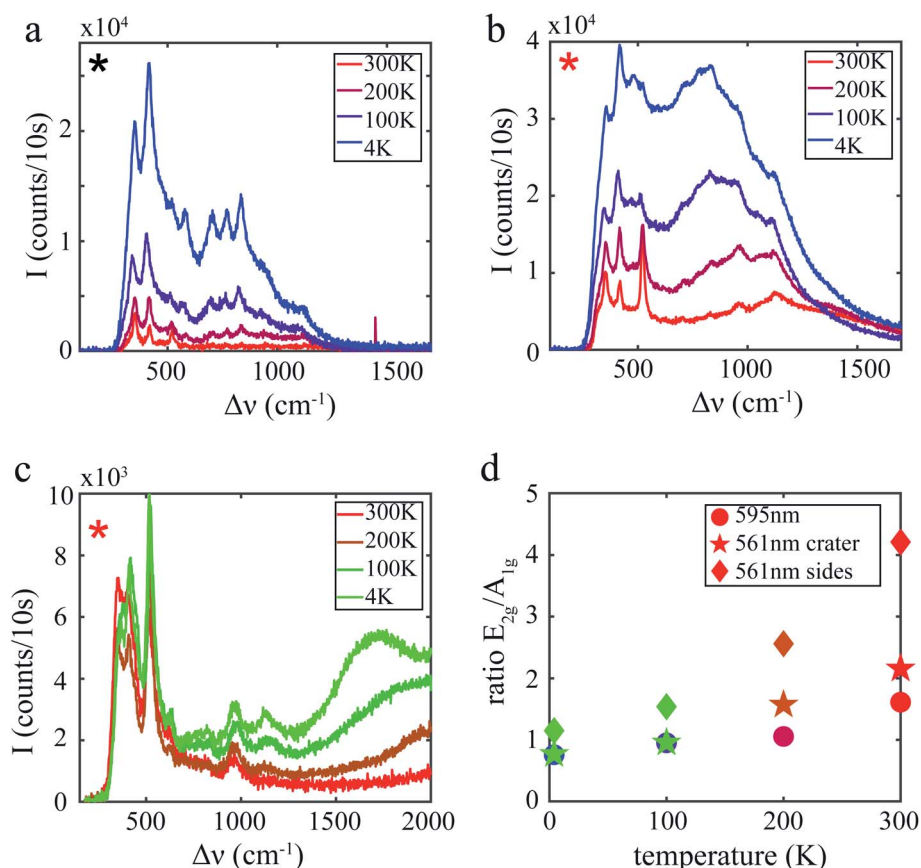 a
x10⁴
*
300K
200K
100K
4K
2
1
0
I (counts/10s)
500
1000
1500
Δν (cm⁻¹)
b
x10⁴
*
300K
200K
100K
4K
4
3
2
1
0
I (counts/10s)
500
1000
1500
Δν (cm⁻¹)
c
x10³
*
300K
200K
100K
4K
10
8
6
4
2
0
I (counts/10s)
500
1000
1500
2000
Δν (cm⁻¹)
d
595nm
561nm crater
561nm sides
5
4
3
2
1
0
ratio E₂g/A₁g
0
100
200
300
temperature (K)